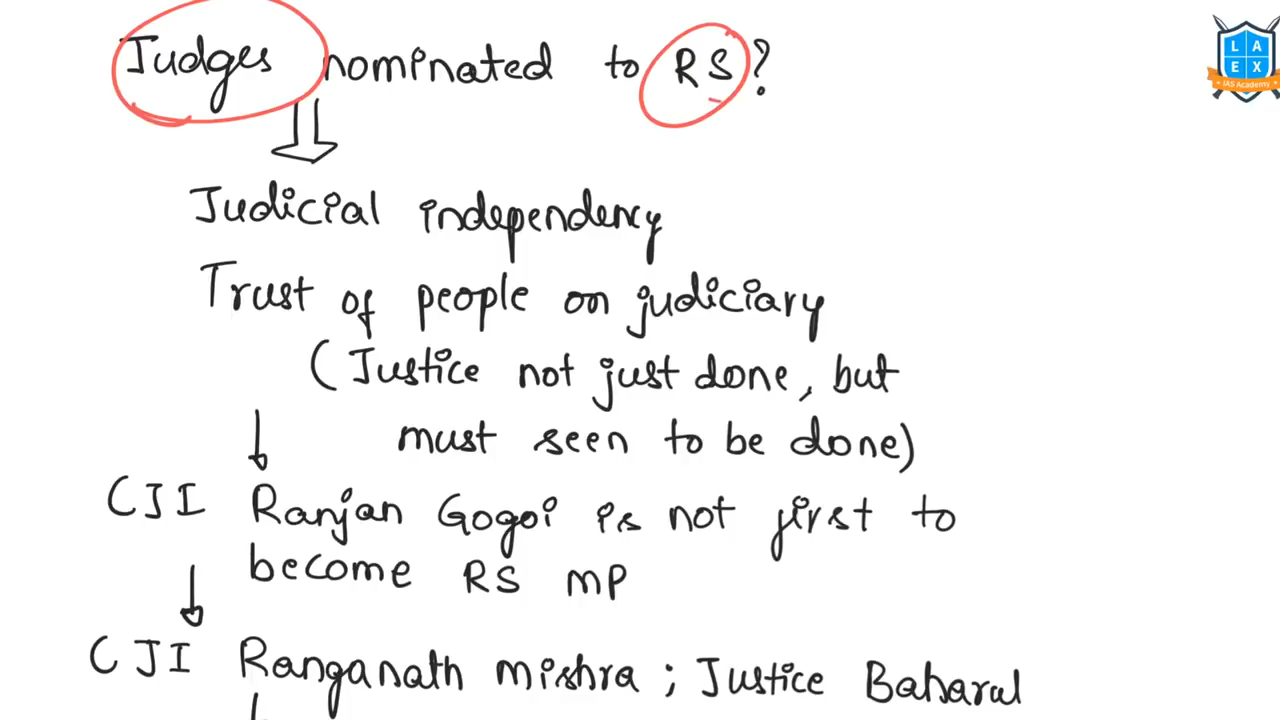 Judges nominated to RS?
LA
EX
IAS Academy
Judicial independency
Trust of people on judiciary
(Justice not just done, but
must seen to be done)
CJI Ranjan Gogoi is not first to
become RS MP
CJI Ranganath mishra ; Justice Baharul